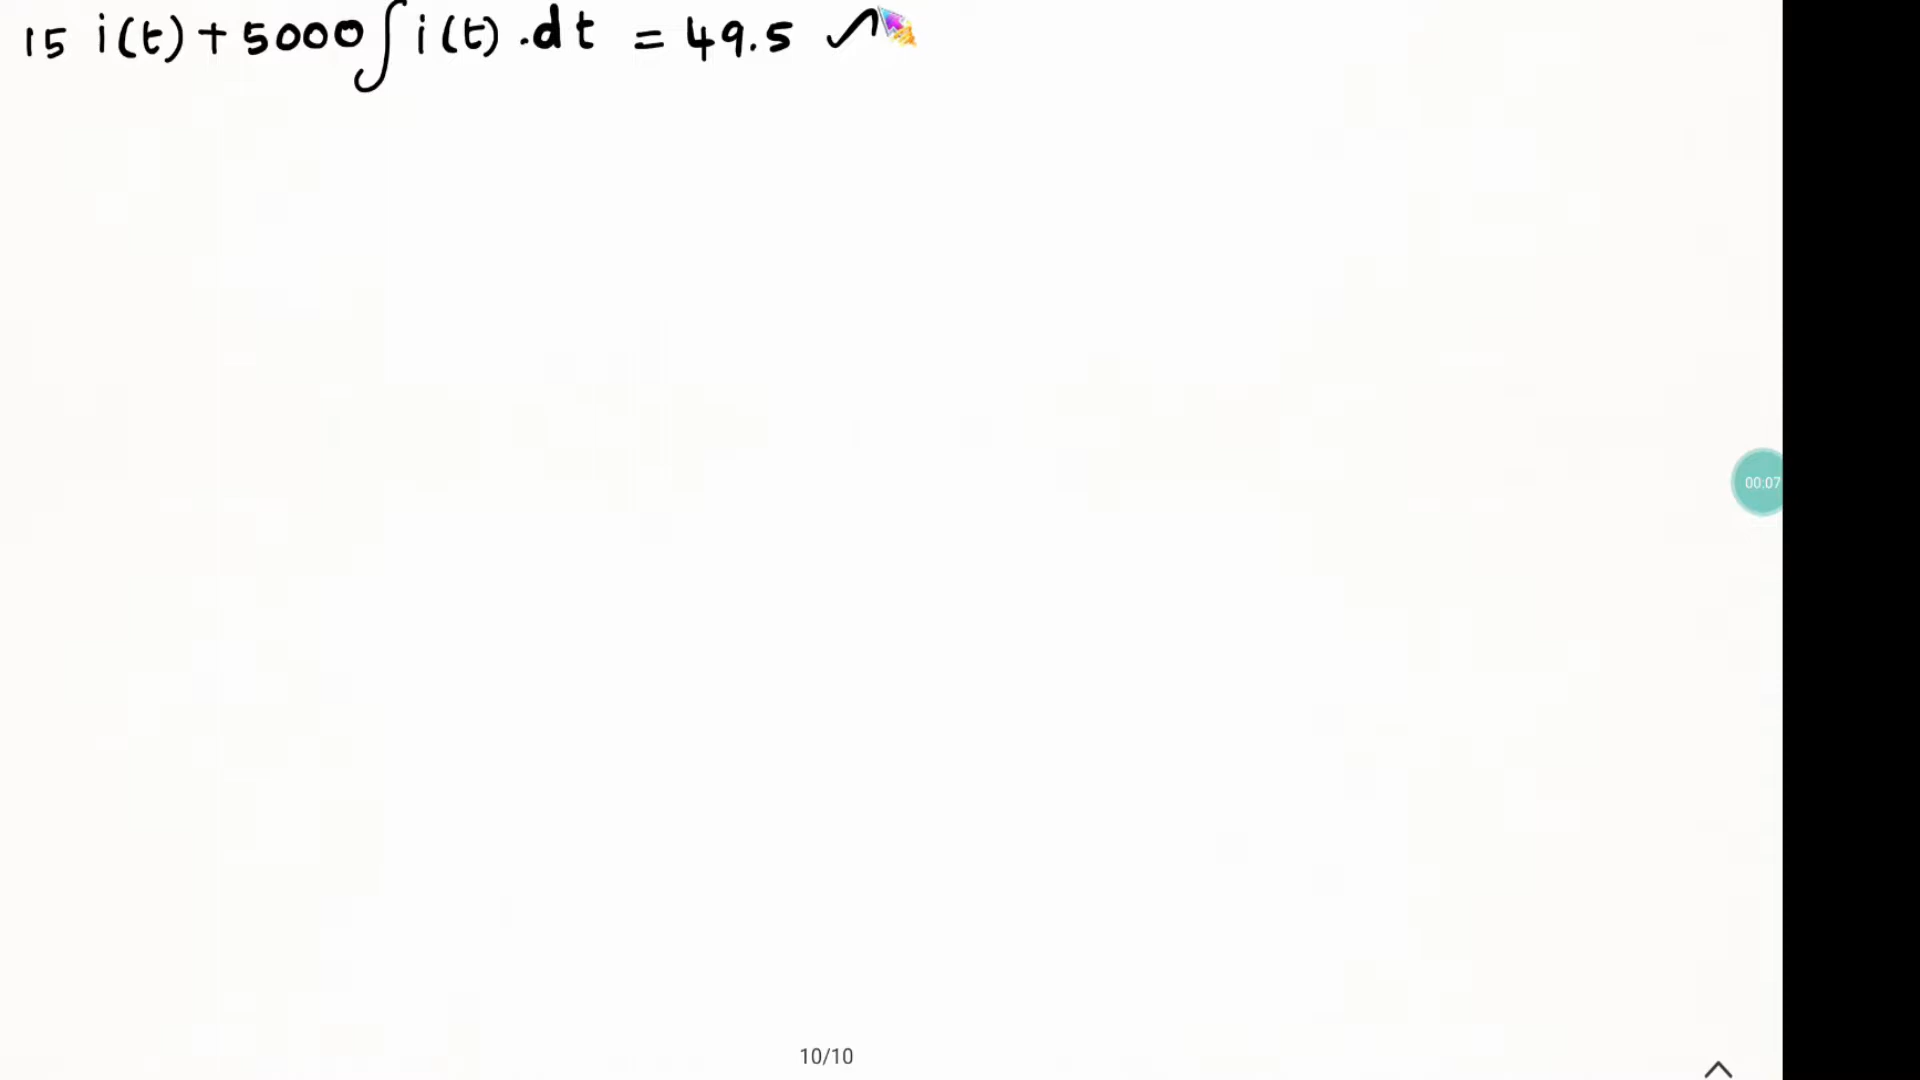 15 i(t) + 5000 ∫ i(t) .dt = 49.5
00:07
10/10